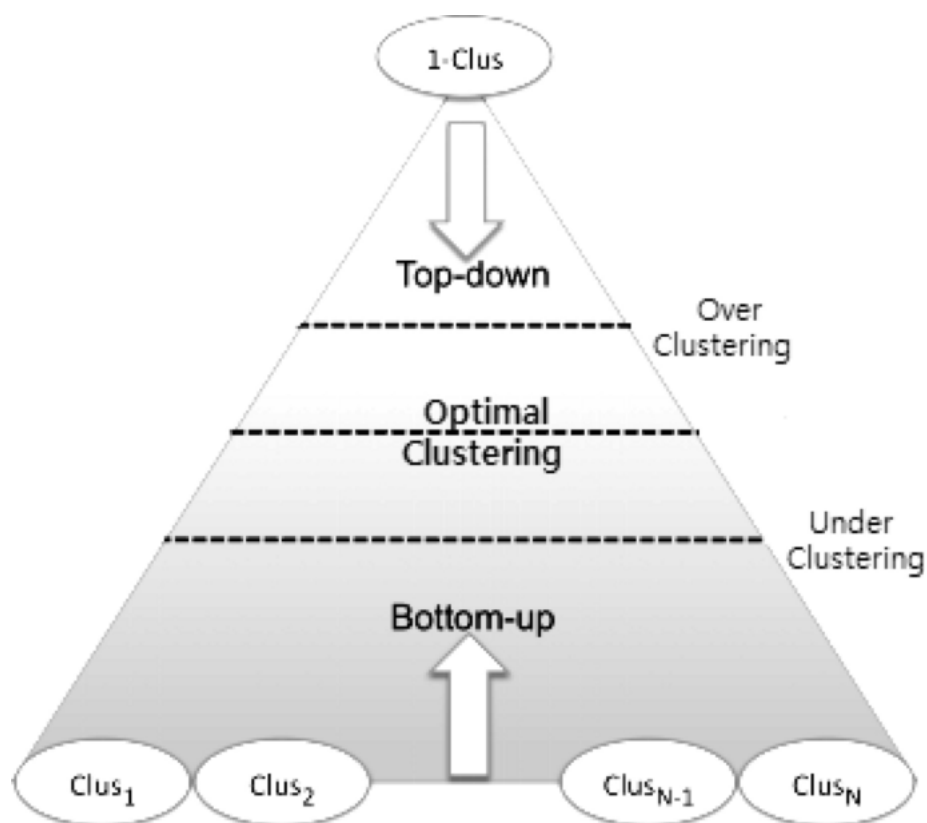 1-Clus
Top-down
Over
Clustering
Optimal
Clustering
Under
Clustering
Bottom-up
Clus1 Clus2 ClusN-1 ClusN